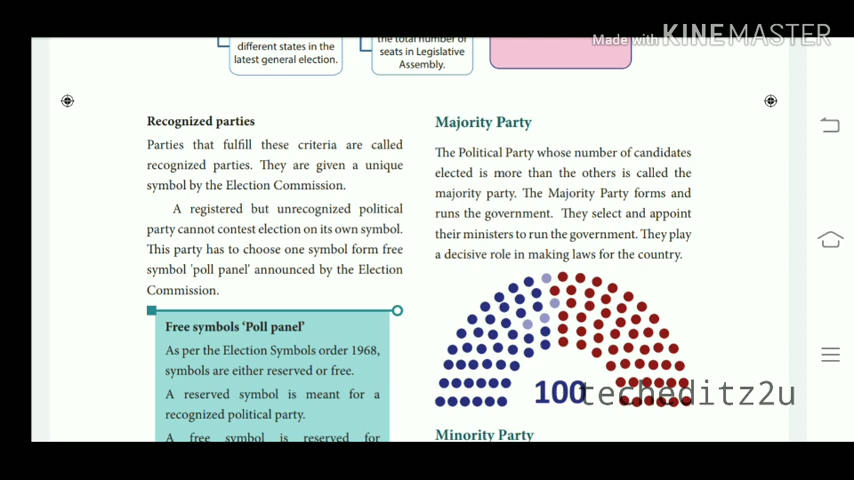 Made with KINEMASTER
different states in the
latest general election.
the total number of
seats in Legislative
Assembly.
Recognized parties
Parties that fulfill these criteria are called
recognized parties. They are given a unique
symbol by the Election Commission.
A registered but unrecognized political
party cannot contest election on its own symbol.
This party has to choose one symbol form free
symbol 'poll panel' announced by the Election
Commission.
Free symbols ‘Poll panel’
As per the Election Symbols order 1968,
symbols are either reserved or free.
A reserved symbol is meant for a
recognized political party.
A free symbol is reserved for
Majority Party
The Political Party whose number of candidates
elected is more than the others is called the
majority party. The Majority Party forms and
runs the government. They select and appoint
their ministers to run the government. They play
a decisive role in making laws for the country.
100
techeditz2u
Minority Party